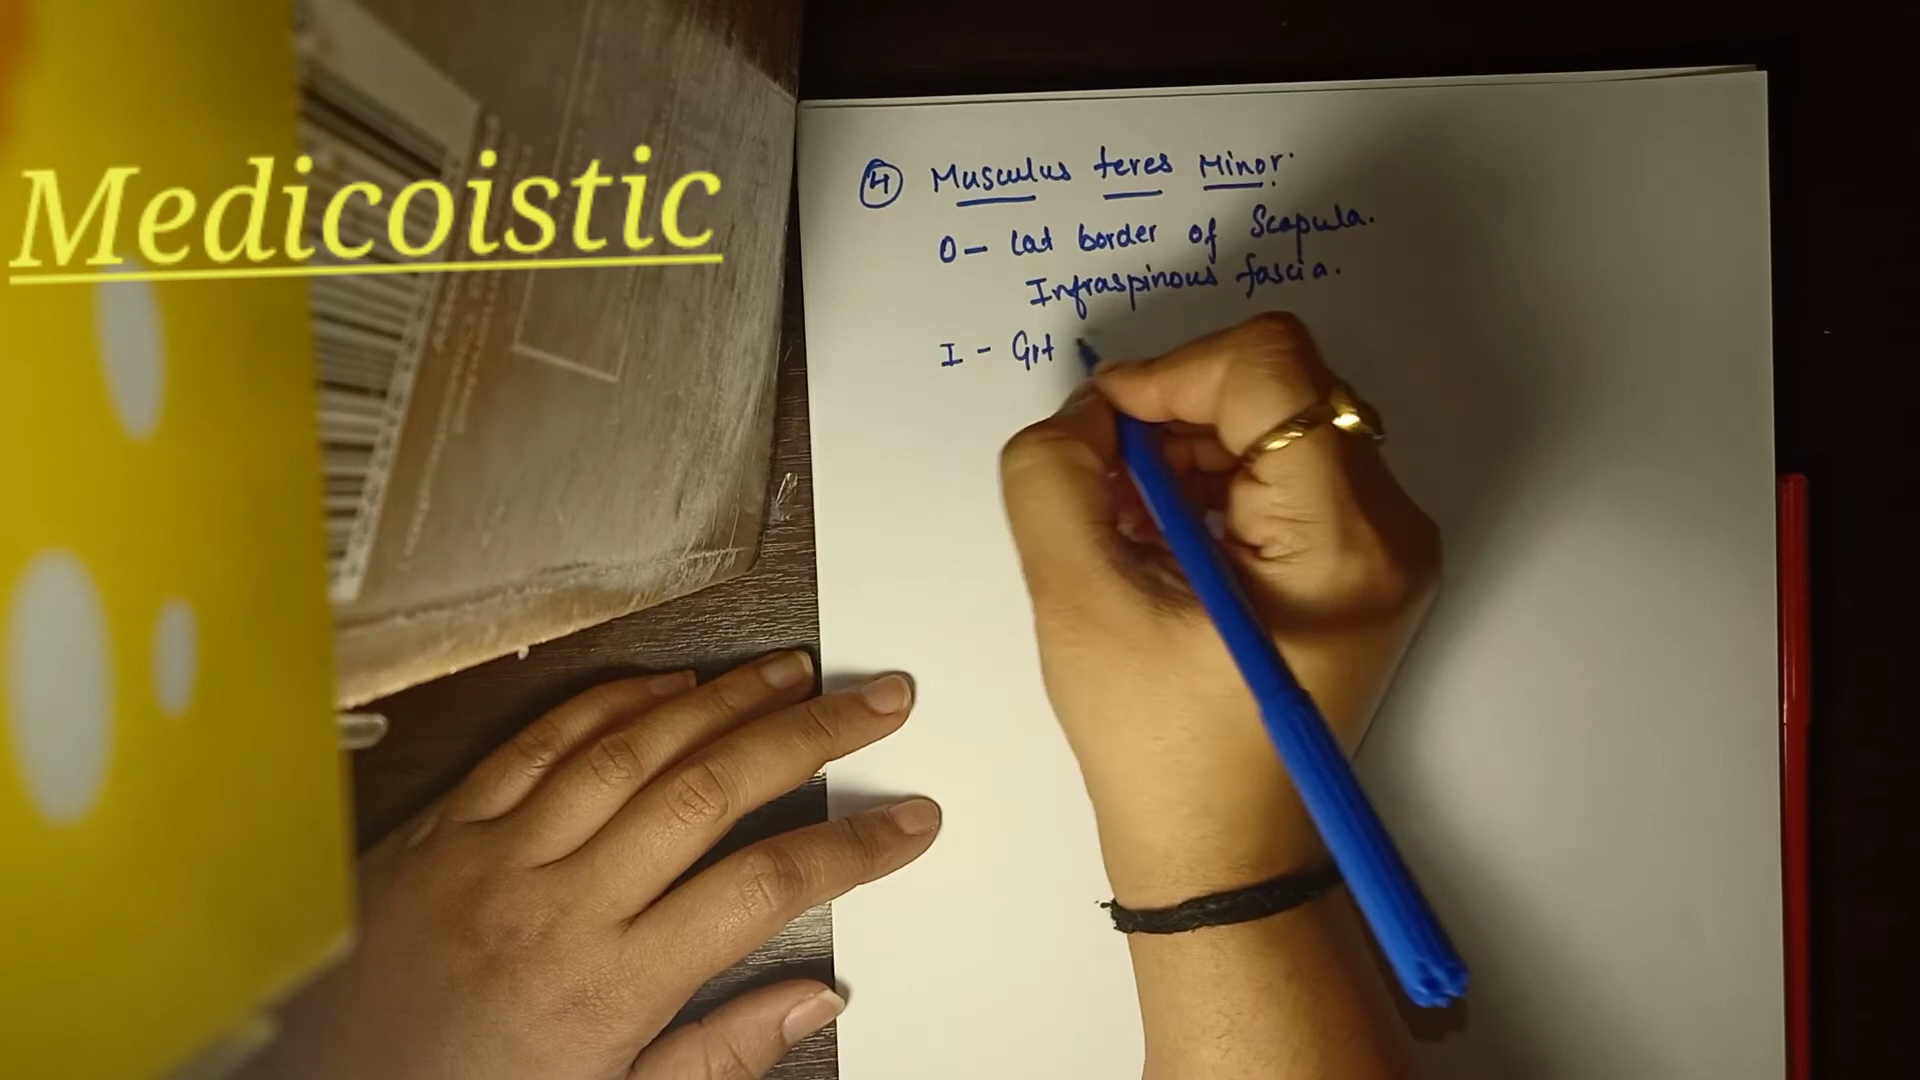 Medicoistic
4 Musculus teres Minor:
O - Lat border of Scapula.
Infraspinous fascia.
I - Grt